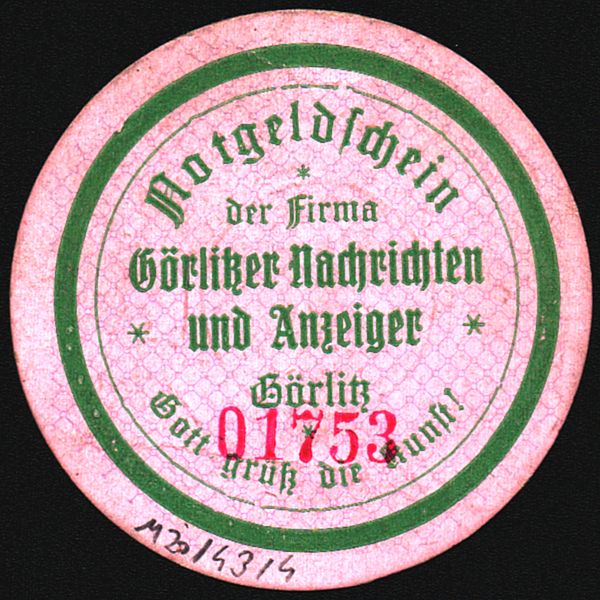 Notgeldschein
der Firma
Görlitzer Nachrichten
und Anzeiger
Görlitz
01753
Gott grüß die Kunst!